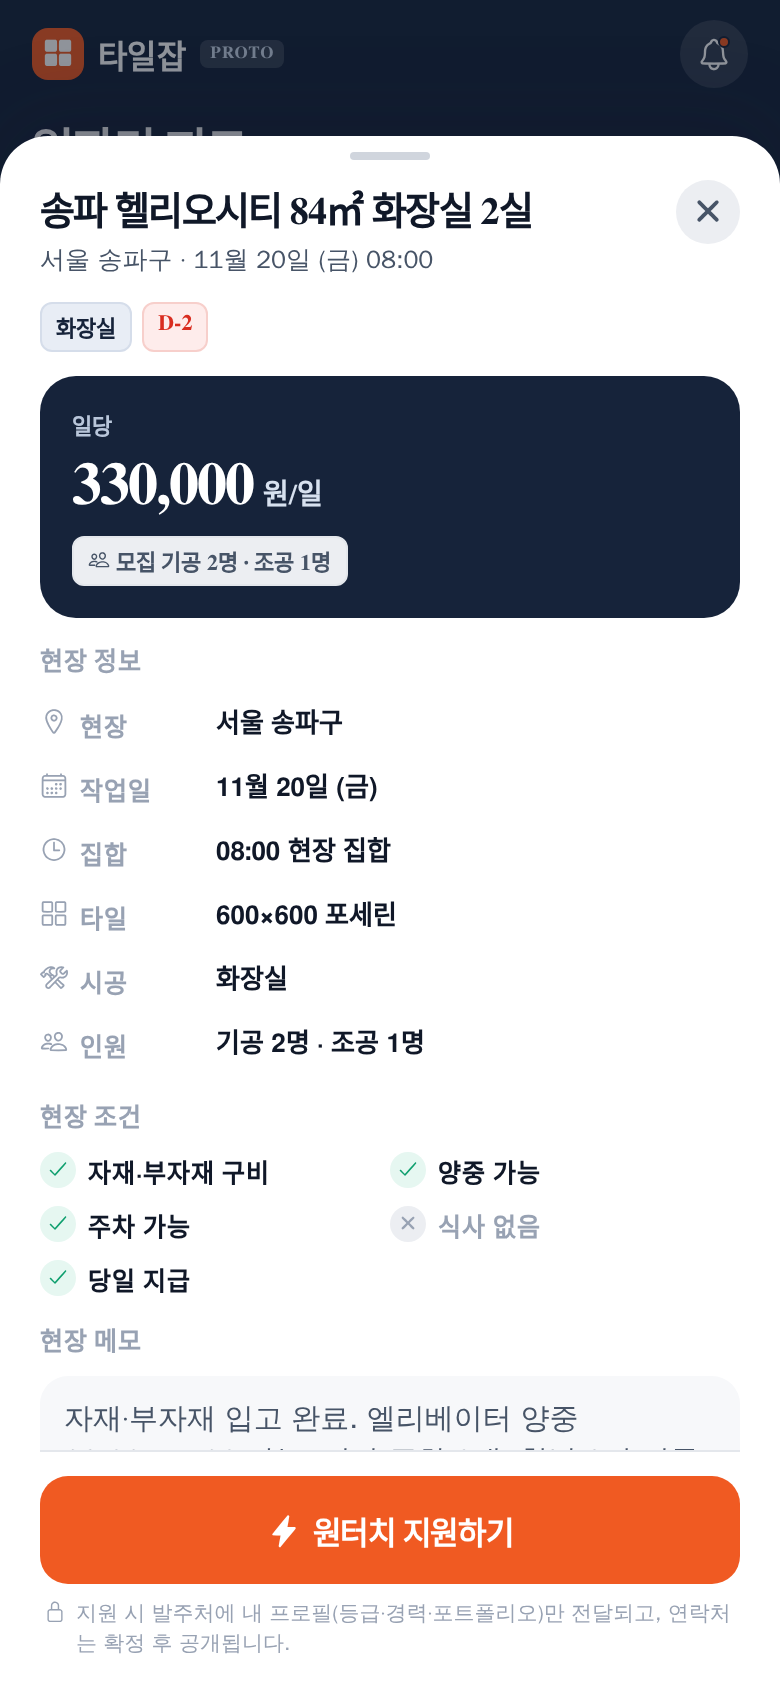 타일잡 PROTO
송파 헬리오시티 84㎡ 화장실 2실
서울 송파구 · 11월 20일 (금) 08:00
화장실 D-2
일당
330,000 원/일
모집 기공 2명 · 조공 1명
현장 정보
현장 서울 송파구
작업일 11월 20일 (금)
집합 08:00 현장 집합
타일 600×600 포세린
시공 화장실
인원 기공 2명 · 조공 1명
현장 조건
자재·부자재 구비 양중 가능
주차 가능 식사 없음
당일 지급
현장 메모
자재·부자재 입고 완료. 엘리베이터 양중
원터치 지원하기
지원 시 발주처에 내 프로필(등급·경력·포트폴리오)만 전달되고, 연락처
는 확정 후 공개됩니다.